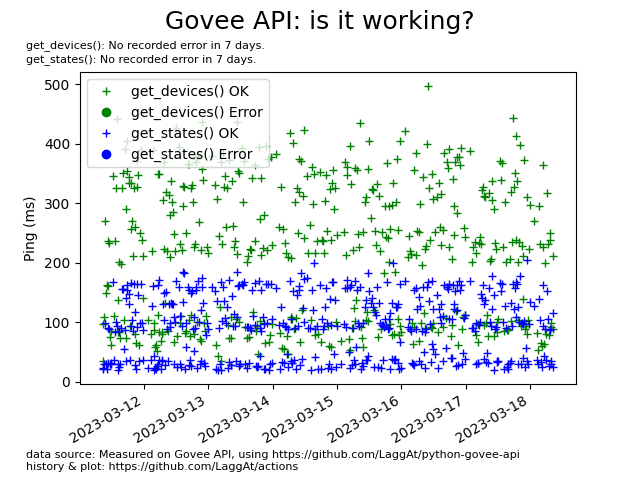 Govee API: is it working?
get_devices(): No recorded error in 7 days.
get_states(): No recorded error in 7 days.
500
400
300
200
100
0
Ping (ms)
get_devices() OK
get_devices() Error
get_states() OK
get_states() Error
2023-03-12
2023-03-13
2023-03-14
2023-03-15
2023-03-16
2023-03-17
2023-03-18
data source: Measured on Govee API, using https://github.com/LaggAt/python-govee-api
history & plot: https://github.com/LaggAt/actions